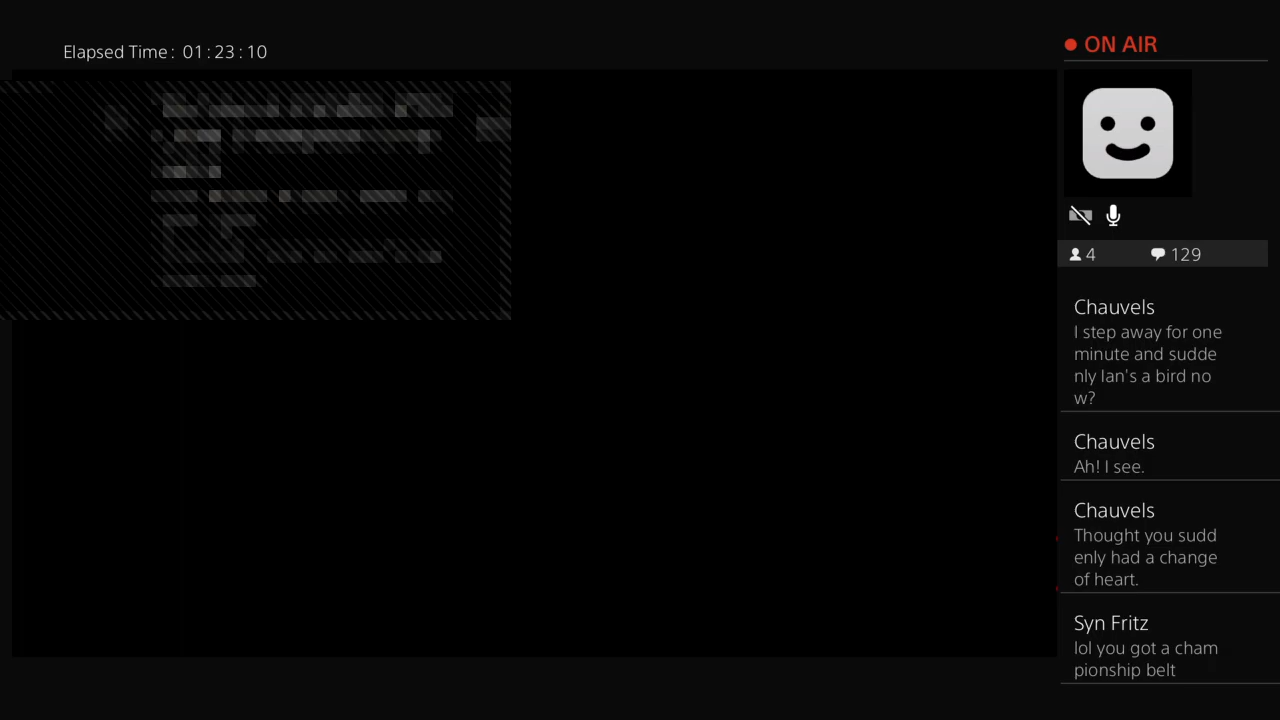 Elapsed Time: 01:23:10
ON AIR
4
129
Chauvels
I step away for one
minute and sudde
nly Ian's a bird no
w?
Chauvels
Ah! I see.
Chauvels
Thought you sudd
enly had a change
of heart.
Syn Fritz
lol you got a cham
pionship belt